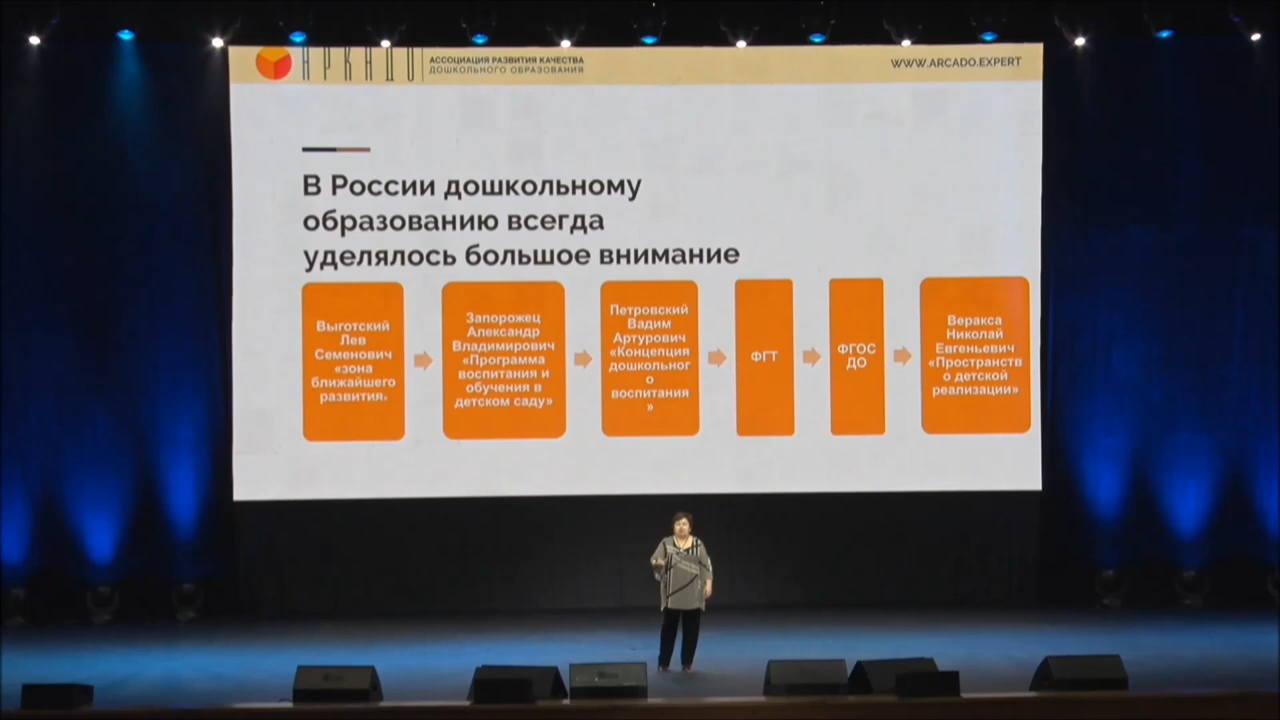 АРКАДО
АССОЦИАЦИЯ РАЗВИТИЯ КАЧЕСТВА
ДОШКОЛЬНОГО ОБРАЗОВАНИЯ
WWW.ARCADO.EXPERT
В России дошкольному
образованию всегда
уделялось большое внимание
Выготский
Лев
Семенович
«зона
ближайшего
развития»
Запорожец
Александр
Владимирович
«Программа
воспитания и
обучения в
детском саду»
Петровский
Вадим
Артурович
«Концепция
дошкольног
о
воспитания
»
ФГТ
ФГОС
ДО
Веракса
Николай
Евгеньевич
«Пространств
о детской
реализации»